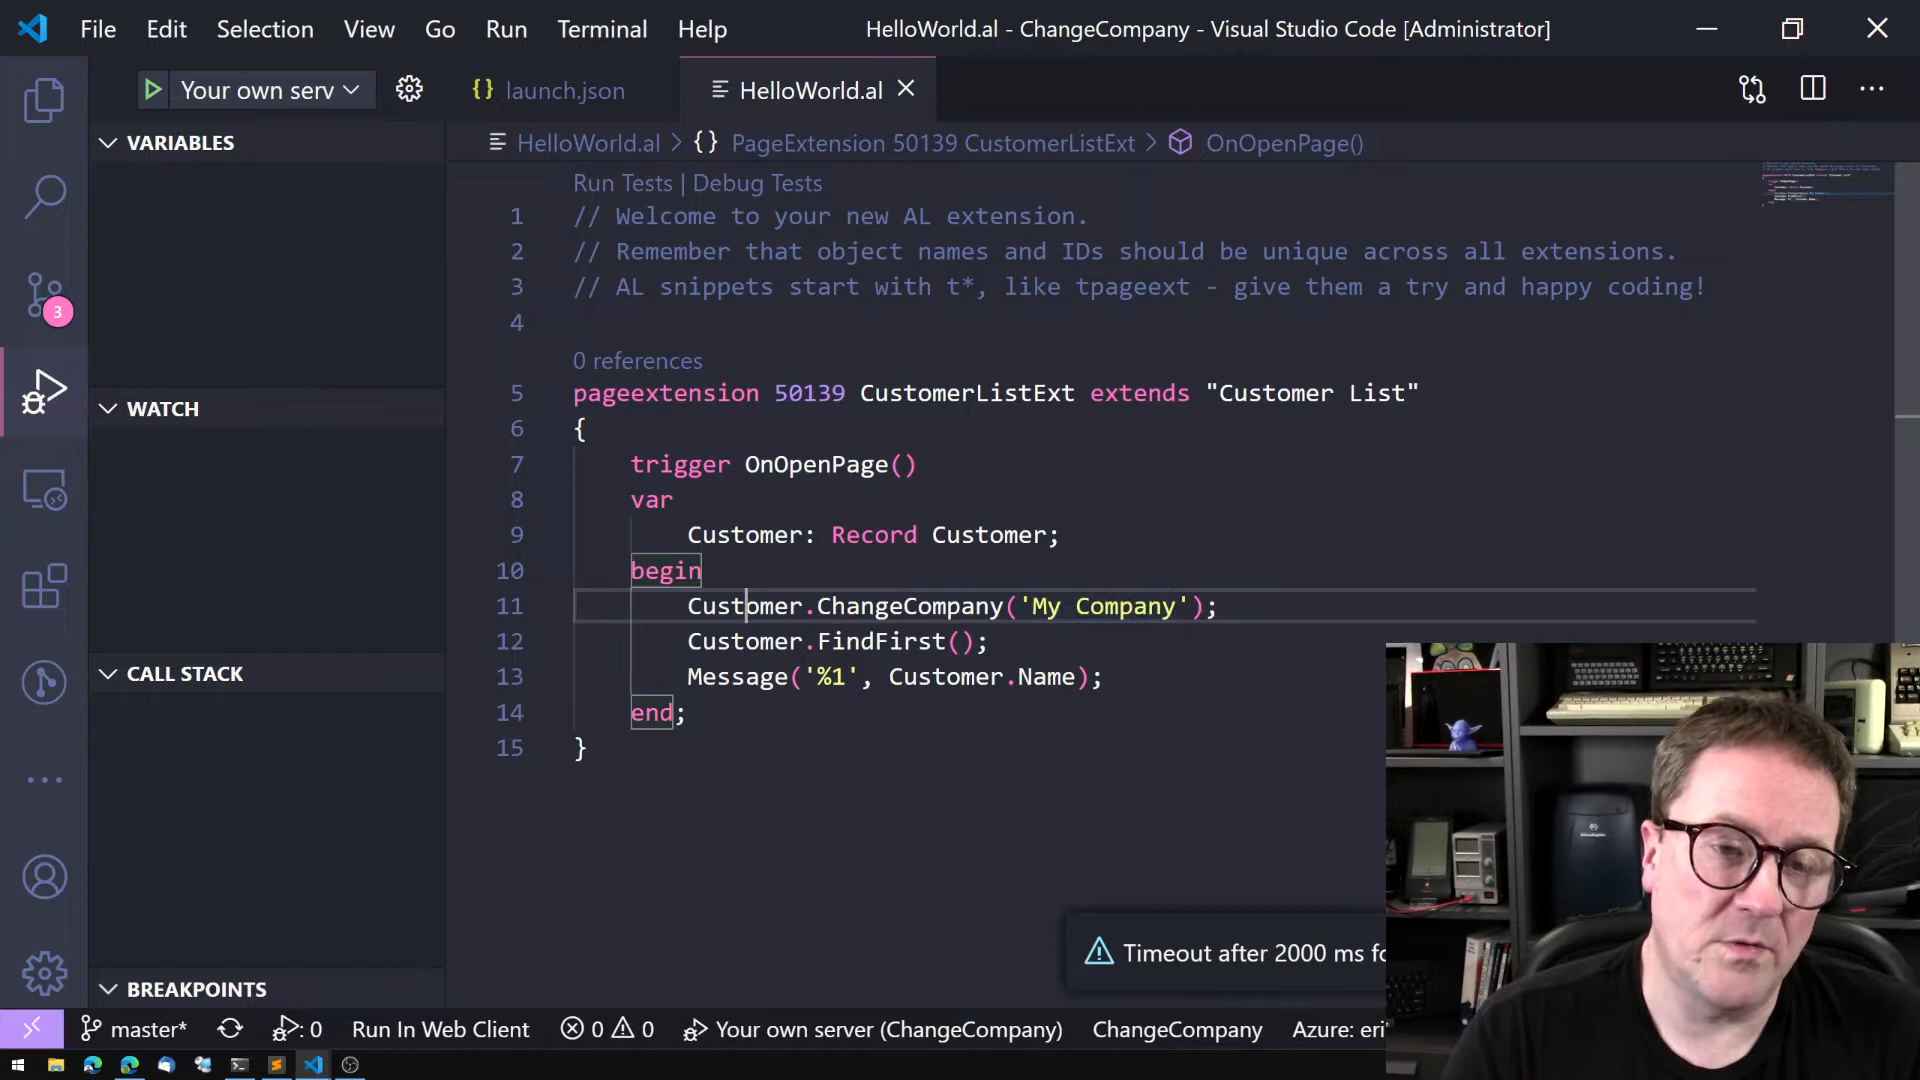 File Edit Selection View Go Run Terminal Help HelloWorld.al - ChangeCompany - Visual Studio Code [Administrator]
Your own serv {} launch.json HelloWorld.al
HelloWorld.al > {} PageExtension 50139 CustomerListExt > OnOpenPage()
VARIABLES
WATCH
CALL STACK
BREAKPOINTS
3
Run Tests | Debug Tests
1 // Welcome to your new AL extension.
2 // Remember that object names and IDs should be unique across all extensions.
3 // AL snippets start with t*, like tpageext - give them a try and happy coding!
4
0 references
5 pageextension 50139 CustomerListExt extends "Customer List"
6 {
7 trigger OnOpenPage()
8 var
9 Customer: Record Customer;
10 begin
11 Customer.ChangeCompany('My Company');
12 Customer.FindFirst();
13 Message('%1', Customer.Name);
14 end;
15 }
Timeout after 2000 ms fo
master* 0 Run In Web Client 0 0 Your own server (ChangeCompany) ChangeCompany Azure: eri